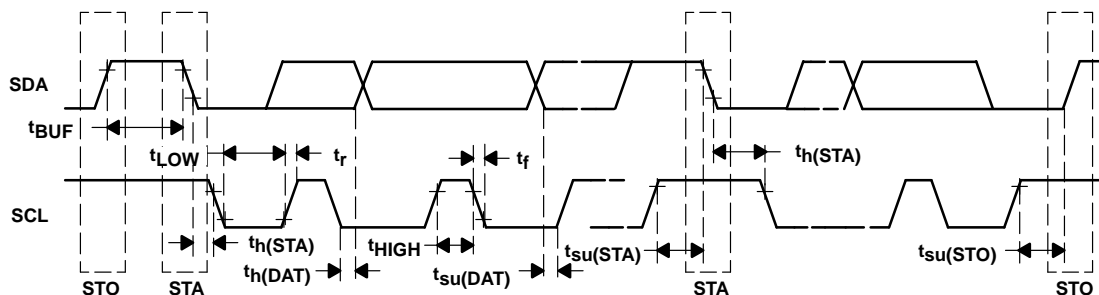 SDA
tBUF
tLOW
tr
tf
th(STA)
SCL
th(STA)
tHIGH
tsu(STA)
tsu(STO)
th(DAT)
tsu(DAT)
STO
STA
STA
STO